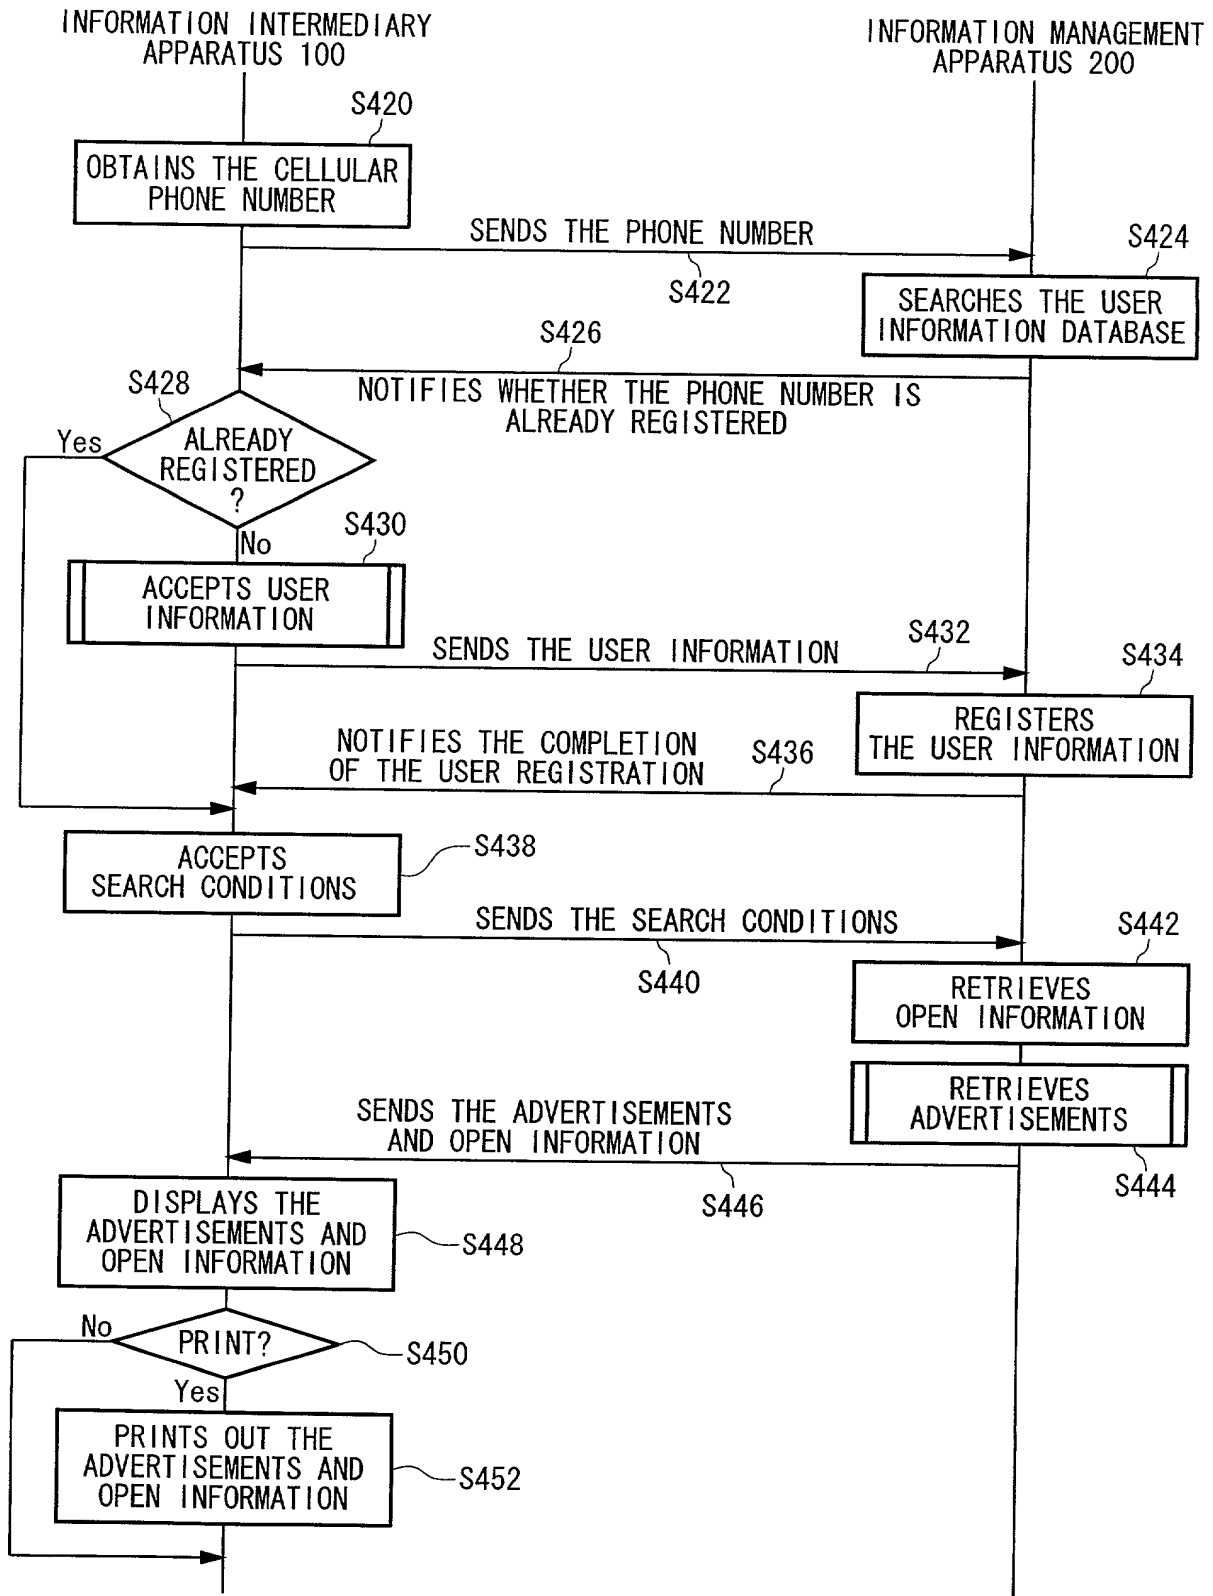 INFORMATION INTERMEDIARY
APPARATUS 100
INFORMATION MANAGEMENT
APPARATUS 200
S420
OBTAINS THE CELLULAR
PHONE NUMBER
SENDS THE PHONE NUMBER
S422
S424
SEARCHES THE USER
INFORMATION DATABASE
S426
NOTIFIES WHETHER THE PHONE NUMBER IS
ALREADY REGISTERED
S428
Yes
ALREADY
REGISTERED
?
No
S430
ACCEPTS USER
INFORMATION
SENDS THE USER INFORMATION
S432
S434
REGISTERS
THE USER INFORMATION
NOTIFIES THE COMPLETION
OF THE USER REGISTRATION
S436
ACCEPTS
SEARCH CONDITIONS
S438
SENDS THE SEARCH CONDITIONS
S440
S442
RETRIEVES
OPEN INFORMATION
RETRIEVES
ADVERTISEMENTS
S444
SENDS THE ADVERTISEMENTS
AND OPEN INFORMATION
S446
DISPLAYS THE
ADVERTISEMENTS AND
OPEN INFORMATION
S448
No
PRINT?
S450
Yes
PRINTS OUT THE
ADVERTISEMENTS AND
OPEN INFORMATION
S452